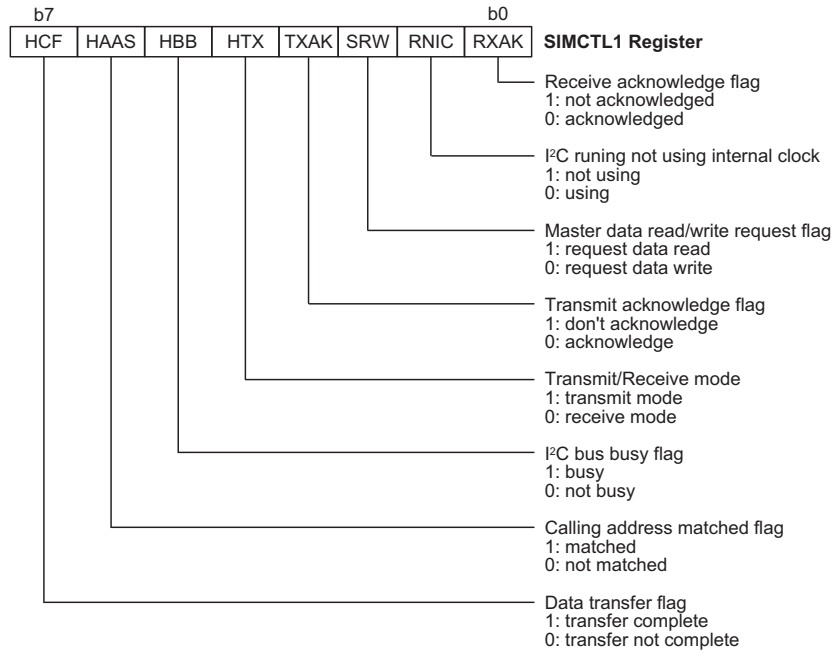 b7 b0
HCF HAAS HBB HTX TXAK SRW RNIC RXAK SIMCTL1 Register
Receive acknowledge flag
1: not acknowledged
0: acknowledged
I²C runing not using internal clock
1: not using
0: using
Master data read/write request flag
1: request data read
0: request data write
Transmit acknowledge flag
1: don't acknowledge
0: acknowledge
Transmit/Receive mode
1: transmit mode
0: receive mode
I²C bus busy flag
1: busy
0: not busy
Calling address matched flag
1: matched
0: not matched
Data transfer flag
1: transfer complete
0: transfer not complete